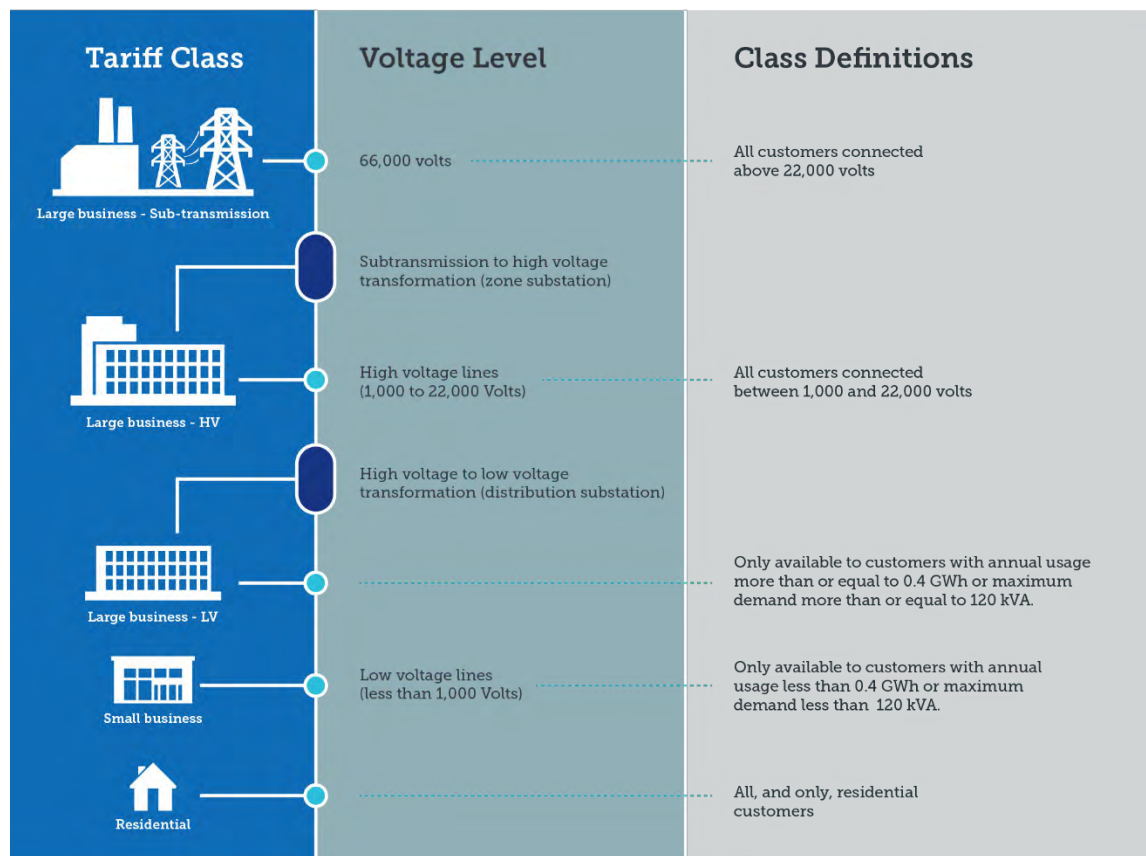 Tariff Class
Voltage Level
Class Definitions
66,000 volts
All customers connected
above 22,000 volts
Large business - Sub-transmission
Subtransmission to high voltage
transformation (zone substation)
High voltage lines
(1,000 to 22,000 Volts)
All customers connected
between 1,000 and 22,000 volts
Large business - HV
High voltage to low voltage
transformation (distribution substation)
Only available to customers with annual usage
more than or equal to 0.4 GWh or maximum
demand more than or equal to 120 kVA.
Large business - LV
Low voltage lines
(less than 1,000 Volts)
Only available to customers with annual
usage less than 0.4 GWh or maximum
demand less than 120 kVA.
Small business
All, and only, residential
customers
Residential